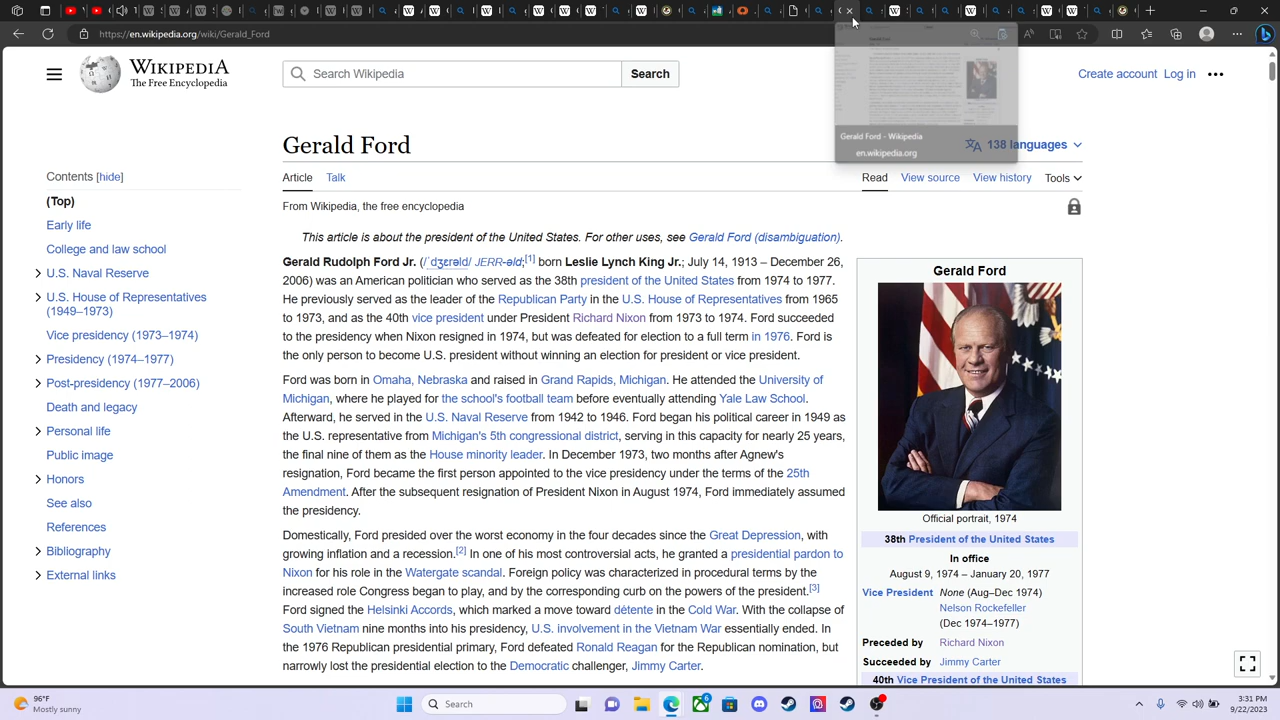 https://en.wikipedia.org/wiki/Gerald_Ford
WIKIPEDIA
The Free Encyclopedia
Search Wikipedia
Search
Create account Log in
Gerald Ford - Wikipedia
en.wikipedia.org
Gerald Ford
138 languages
Article Talk
Read View source View history Tools
From Wikipedia, the free encyclopedia
Contents [hide]
(Top)
Early life
College and law school
U.S. Naval Reserve
U.S. House of Representatives
(1949–1973)
Vice presidency (1973–1974)
Presidency (1974–1977)
Post-presidency (1977–2006)
Death and legacy
Personal life
Public image
Honors
See also
References
Bibliography
External links
This article is about the president of the United States. For other uses, see Gerald Ford (disambiguation).
Gerald Rudolph Ford Jr. (/ˈdʒɛrəld/ JERR-əld;[1] born Leslie Lynch King Jr.; July 14, 1913 – December 26,
2006) was an American politician who served as the 38th president of the United States from 1974 to 1977.
He previously served as the leader of the Republican Party in the U.S. House of Representatives from 1965
to 1973, and as the 40th vice president under President Richard Nixon from 1973 to 1974. Ford succeeded
to the presidency when Nixon resigned in 1974, but was defeated for election to a full term in 1976. Ford is
the only person to become U.S. president without winning an election for president or vice president.
Ford was born in Omaha, Nebraska and raised in Grand Rapids, Michigan. He attended the University of
Michigan, where he played for the school's football team before eventually attending Yale Law School.
Afterward, he served in the U.S. Naval Reserve from 1942 to 1946. Ford began his political career in 1949 as
the U.S. representative from Michigan's 5th congressional district, serving in this capacity for nearly 25 years,
the final nine of them as the House minority leader. In December 1973, two months after Agnew's
resignation, Ford became the first person appointed to the vice presidency under the terms of the 25th
Amendment. After the subsequent resignation of President Nixon in August 1974, Ford immediately assumed
the presidency.
Domestically, Ford presided over the worst economy in the four decades since the Great Depression, with
growing inflation and a recession.[2] In one of his most controversial acts, he granted a presidential pardon to
Nixon for his role in the Watergate scandal. Foreign policy was characterized in procedural terms by the
increased role Congress began to play, and by the corresponding curb on the powers of the president.[3]
Ford signed the Helsinki Accords, which marked a move toward détente in the Cold War. With the collapse of
South Vietnam nine months into his presidency, U.S. involvement in the Vietnam War essentially ended. In
the 1976 Republican presidential primary, Ford defeated Ronald Reagan for the Republican nomination, but
narrowly lost the presidential election to the Democratic challenger, Jimmy Carter.
Gerald Ford
Official portrait, 1974
38th President of the United States
In office
August 9, 1974 – January 20, 1977
Vice President None (Aug–Dec 1974)
Nelson Rockefeller
(Dec 1974–1977)
Preceded by Richard Nixon
Succeeded by Jimmy Carter
40th Vice President of the United States
96°F
Mostly sunny
Search
6
3:31 PM
9/22/2023